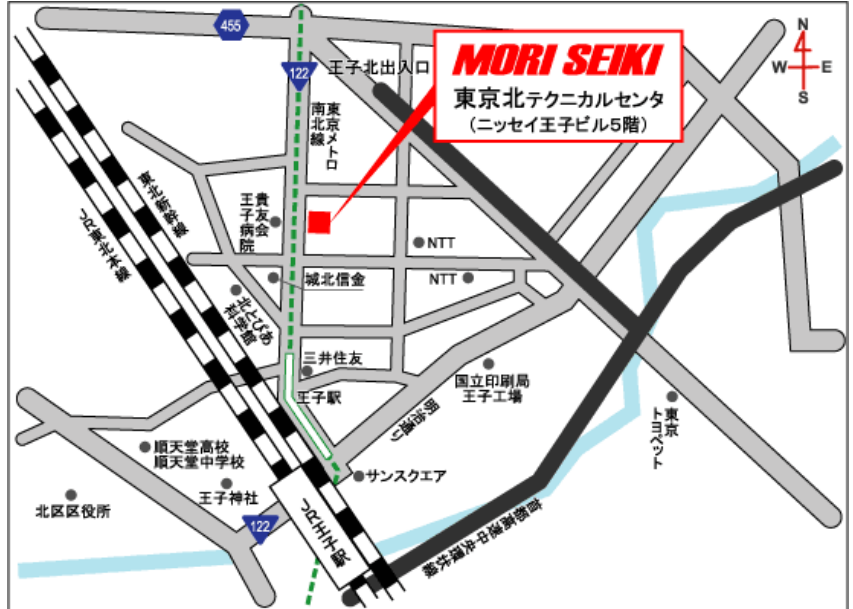 455
122
王子北出入口
MORI SEIKI
東京北テクニカルセンタ
（ニッセイ王子ビル５階）
N
W E
S
東京メトロ
南北線
東北新幹線
JR東北本線
貴友会
王子病院
NTT
NTT
城北信金
北とぴあ
科学館
三井住友
王子駅
国立印刷局
王子工場
明治通り
東京
トヨペット
順天堂高校
順天堂中学校
サンスクエア
王子神社
北区区役所
122
JR王子駅
首都高速中央環状線